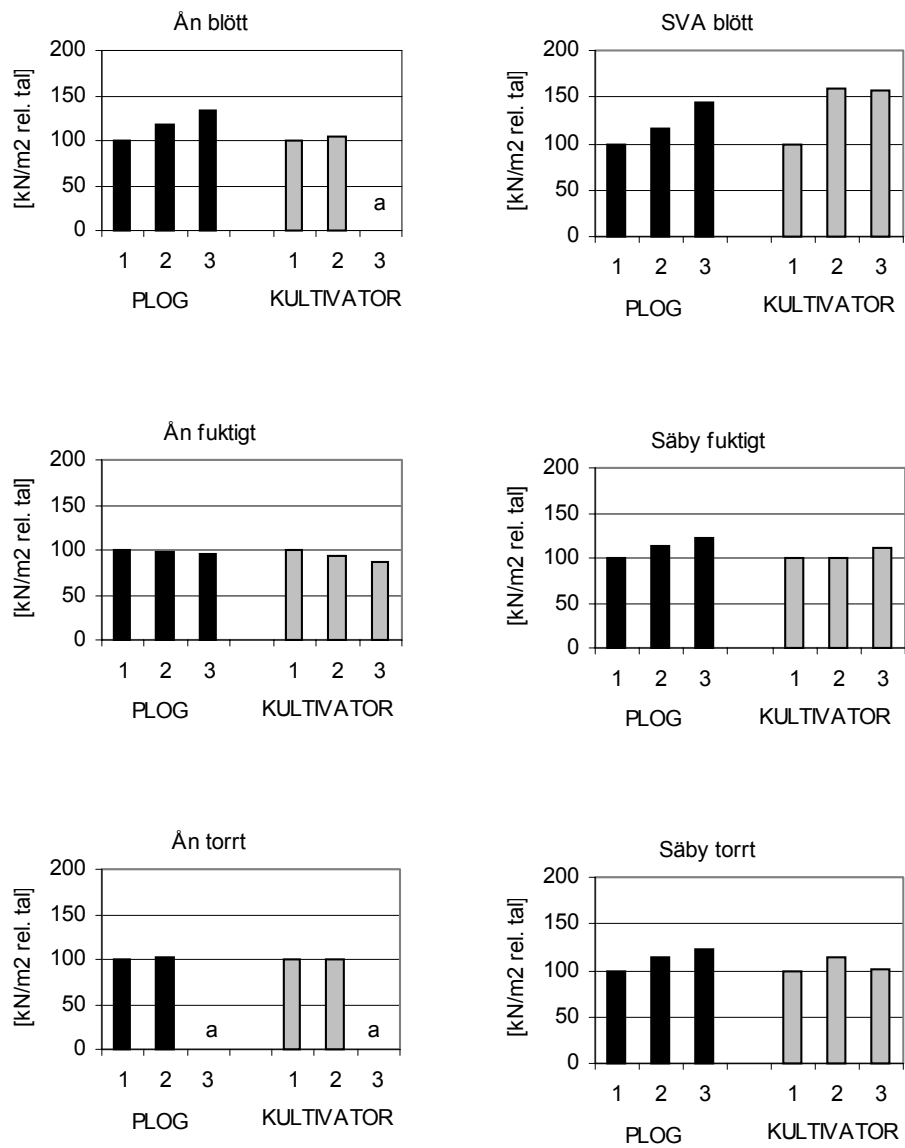 Ån blött
[kN/m2 rel. tal]
200
150
100
50
0
a
1 2 3 1 2 3
PLOG KULTIVATOR
SVA blött
[kN/m2 rel. tal]
200
150
100
50
0
1 2 3 1 2 3
PLOG KULTIVATOR
Ån fuktigt
[kN/m2 rel. tal]
200
150
100
50
0
1 2 3 1 2 3
PLOG KULTIVATOR
Säby fuktigt
[kN/m2 rel. tal]
200
150
100
50
0
1 2 3 1 2 3
PLOG KULTIVATOR
Ån torrt
[kN/m2 rel. tal]
200
150
100
50
0
a a
1 2 3 1 2 3
PLOG KULTIVATOR
Säby torrt
[kN/m2 rel. tal]
200
150
100
50
0
1 2 3 1 2 3
PLOG KULTIVATOR